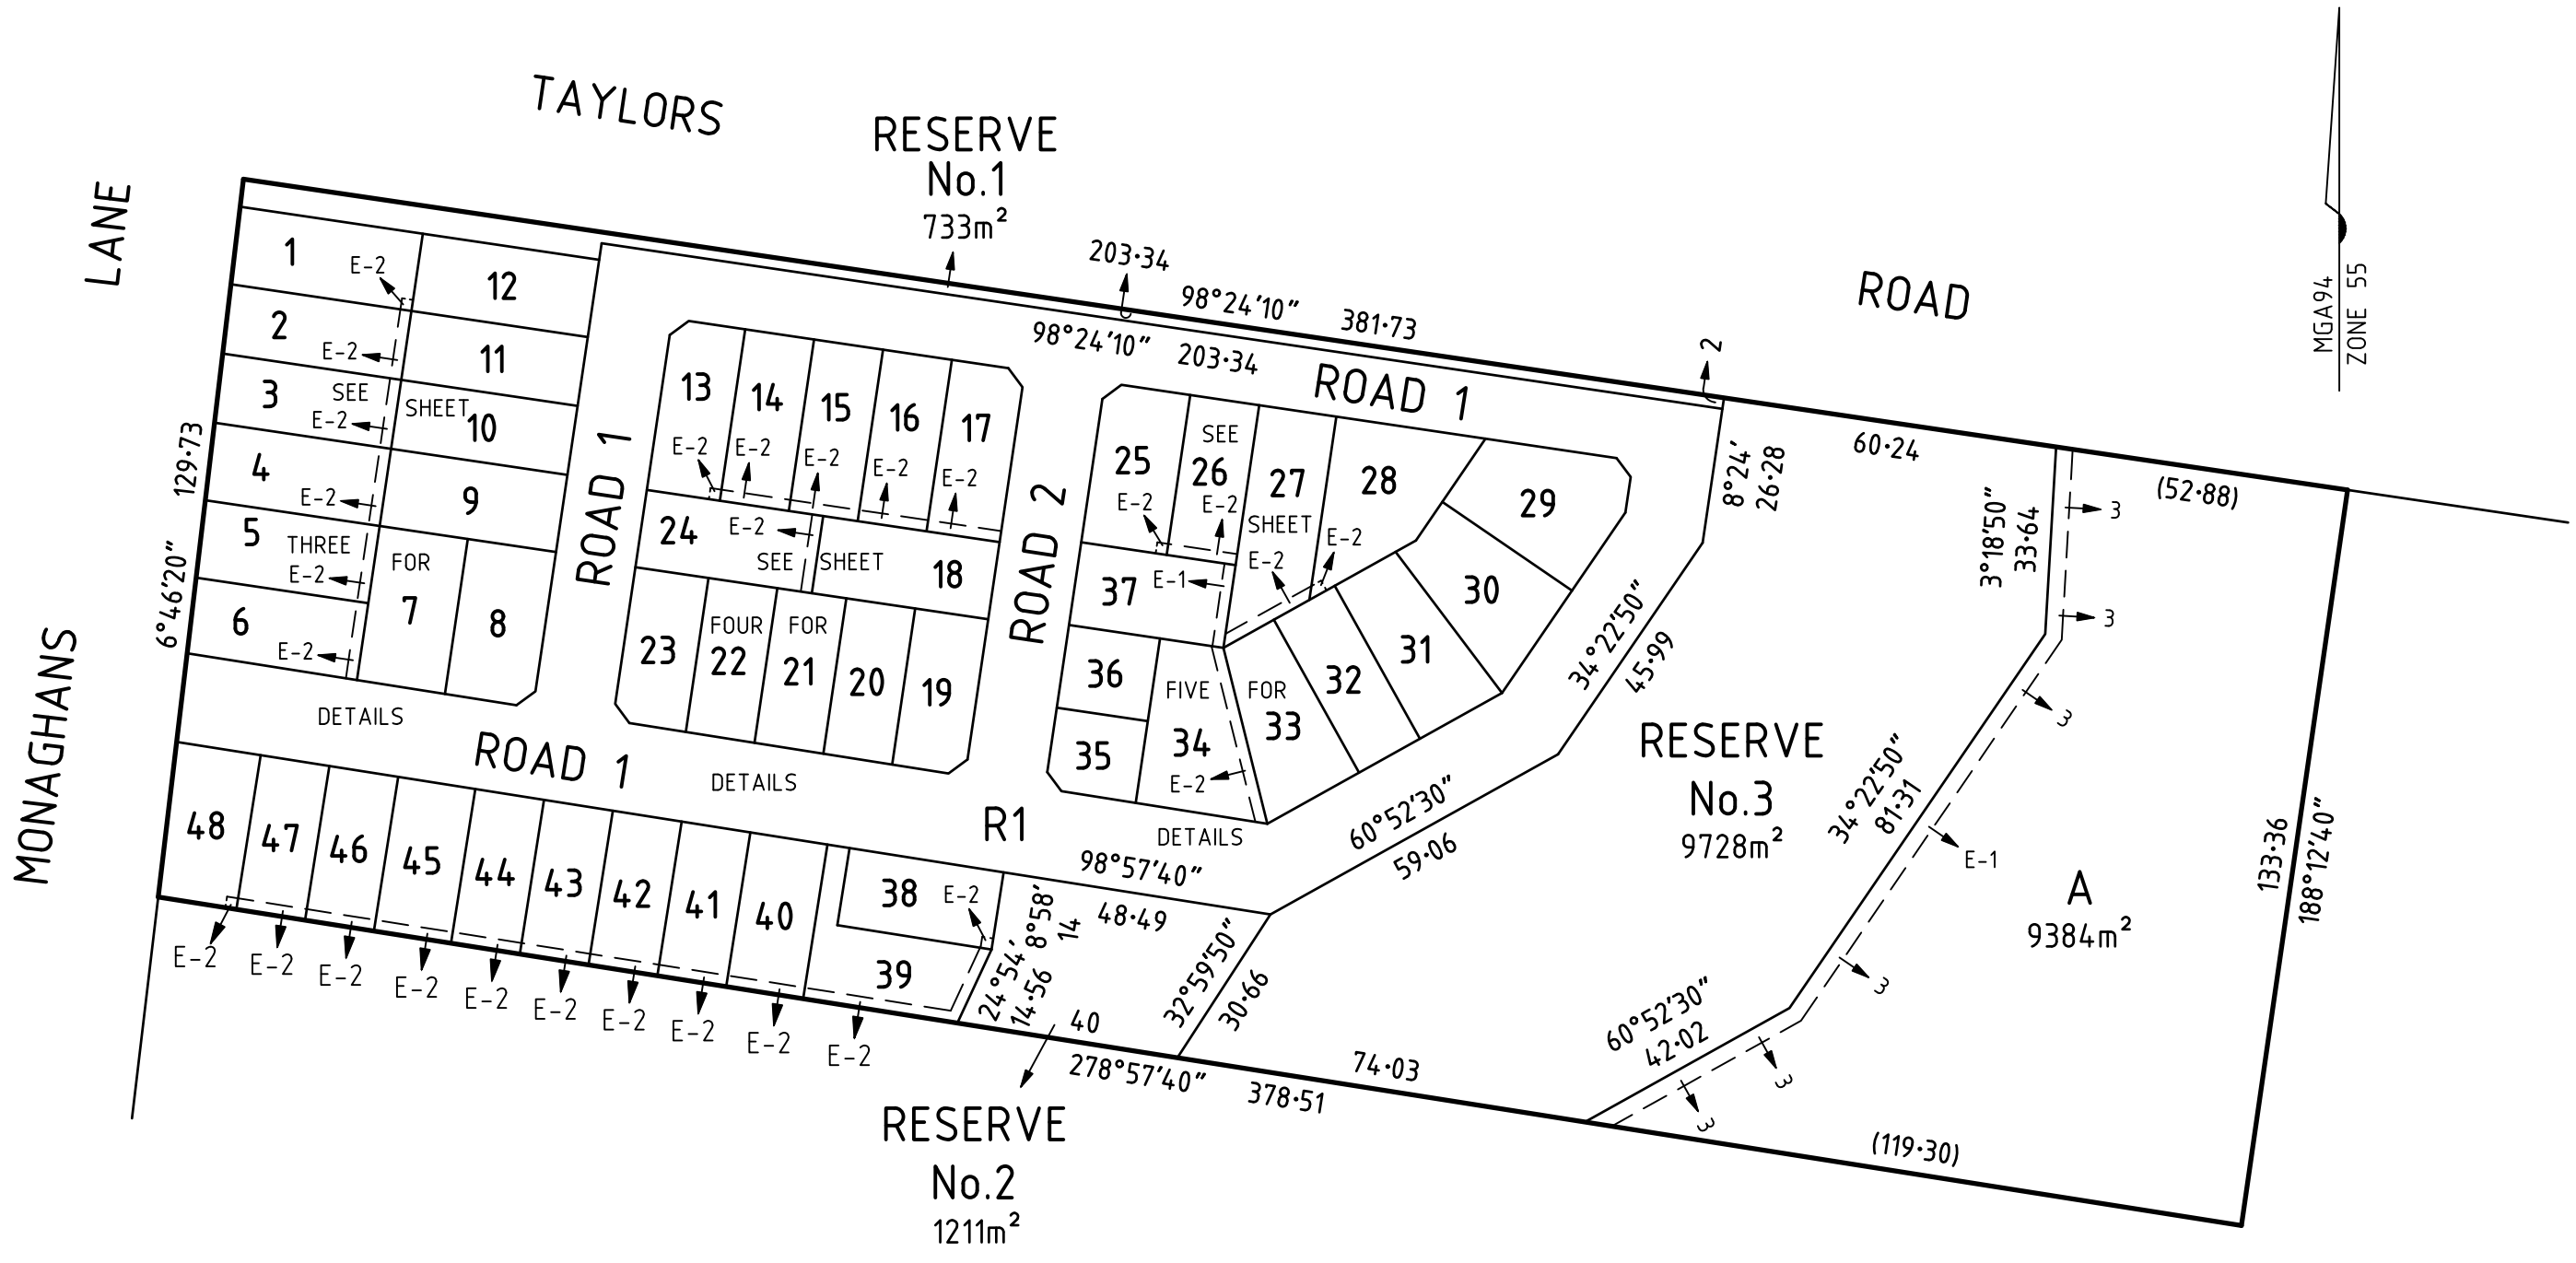 TAYLORS
ROAD
LANE
MONAGHANS
RESERVE
No.1
733m²
203·34
98°24'10" 381·73
98°24'10" 203·34
2
60·24
(52·88)
MGA94
ZONE 55
129·73
6°46'20"
1
E-2
12
2
E-2
11
3
SEE
SHEET
E-2
10
4
E-2
9
5
THREE
FOR
E-2
7
8
6
E-2
DETAILS
ROAD 1
ROAD 1
ROAD 1
ROAD 2
13
14
15
16
17
E-2
E-2
E-2
E-2
E-2
24
E-2
SEE
SHEET
18
23
FOUR
22
FOR
21
20
19
DETAILS
25
SEE
26
27
28
29
E-2
E-2
SHEET
E-2
E-2
37
E-1
30
31
32
36
FIVE
FOR
33
35
34
E-2
DETAILS
R1
8°24'
26·28
34°22'50"
45·99
60°52'30"
59·06
98°57'40"
48·49
8°58'
14
24°54'
14·56
32°59'50"
30·66
48
47
46
45
44
43
42
41
40
38
E-2
39
E-2
E-2
E-2
E-2
E-2
E-2
E-2
E-2
E-2
E-2
40
278°57'40" 378·51
74·03
(119·30)
RESERVE
No.2
1211m²
RESERVE
No.3
9728m²
3°18'50"
33·64
3
3
3
34°22'50"
81·31
E-1
3
60°52'30"
42·02
3
3
A
9384m²
133·36
188°12'40"